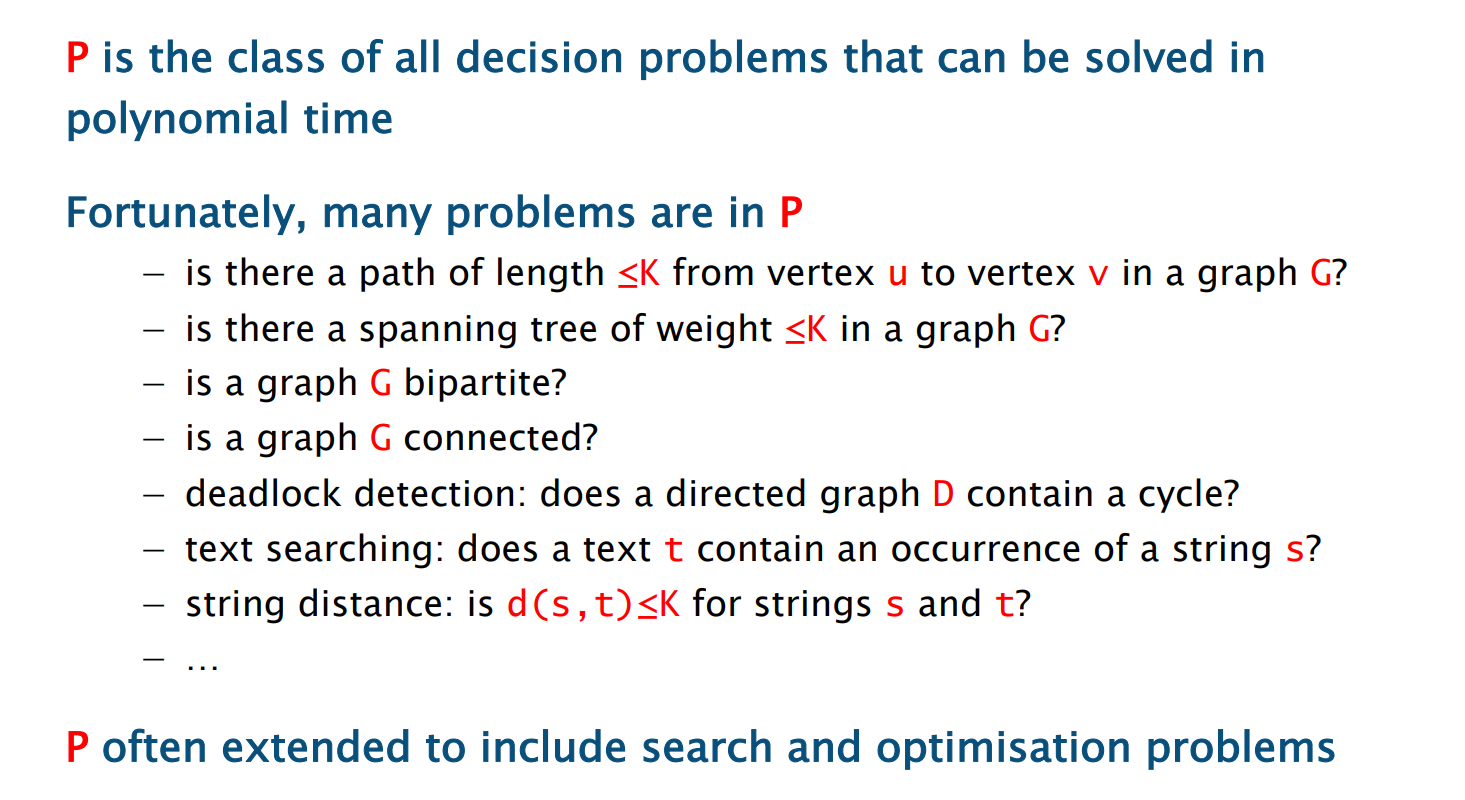 P is the class of all decision problems that can be solved in
polynomial time
Fortunately, many problems are in P
– is there a path of length ≤K from vertex u to vertex v in a graph G?
– is there a spanning tree of weight ≤K in a graph G?
– is a graph G bipartite?
– is a graph G connected?
– deadlock detection: does a directed graph D contain a cycle?
– text searching: does a text t contain an occurrence of a string s?
– string distance: is d(s,t)≤K for strings s and t?
– …
P often extended to include search and optimisation problems